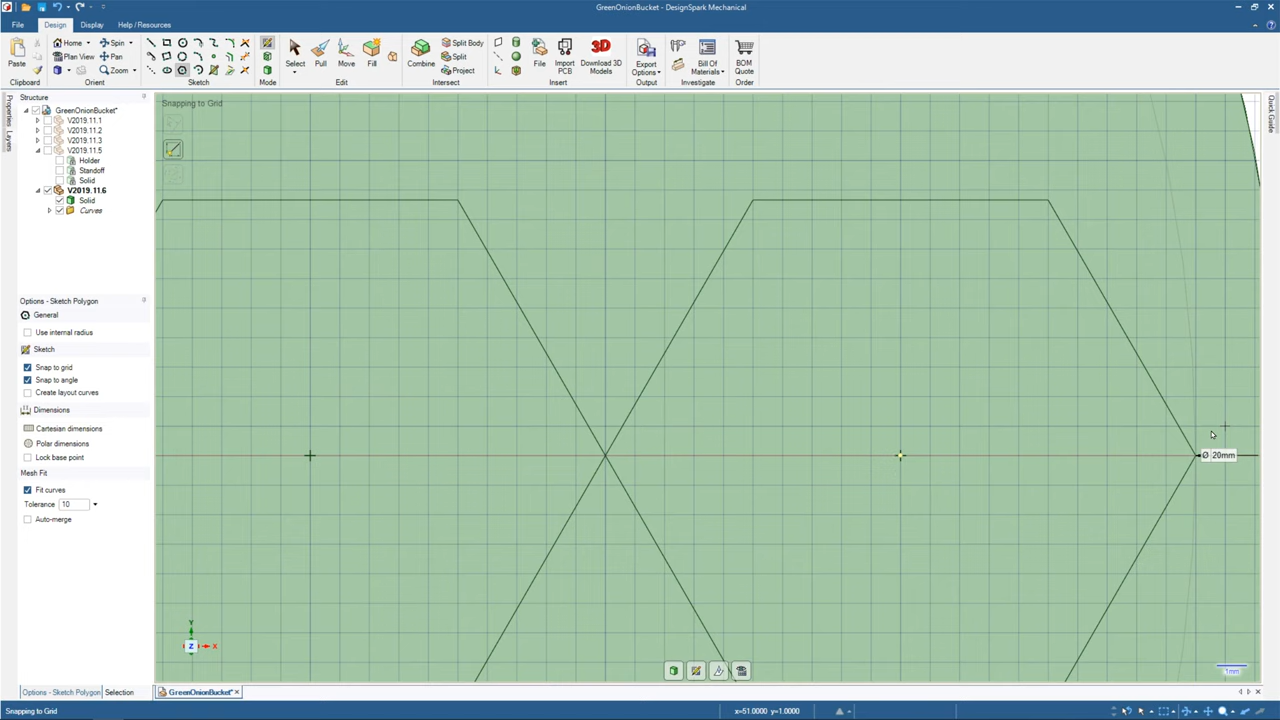 GreenOnionBucket - DesignSpark Mechanical
File Design Display Help / Resources
Paste
Home Spin
Plan View Pan
Zoom
Select Pull Move Fill
Combine
Split Body
Split
Project
File
Import PCB
Download 3D Models
Export Options
Bill Of Materials
BOM Quote
Clipboard Orient Sketch Mode Edit Intersect Insert Output Investigate Order
Properties
Layers
Structure
GreenOnionBucket*
V2019.11.1
V2019.11.2
V2019.11.3
V2019.11.5
Holder
Standoff
Solid
V2019.11.6
Solid
Curves
Options - Sketch Polygon
General
Use internal radius
Sketch
Snap to grid
Snap to angle
Create layout curves
Dimensions
Cartesian dimensions
Polar dimensions
Lock base point
Mesh Fit
Fit curves
Tolerance 10
Auto-merge
Snapping to Grid
Quick Guide
Ø 20mm
Y
Z X
1mm
Options - Sketch Polygon Selection
GreenOnionBucket*
Snapping to Grid
x=51.0000 y=1.0000